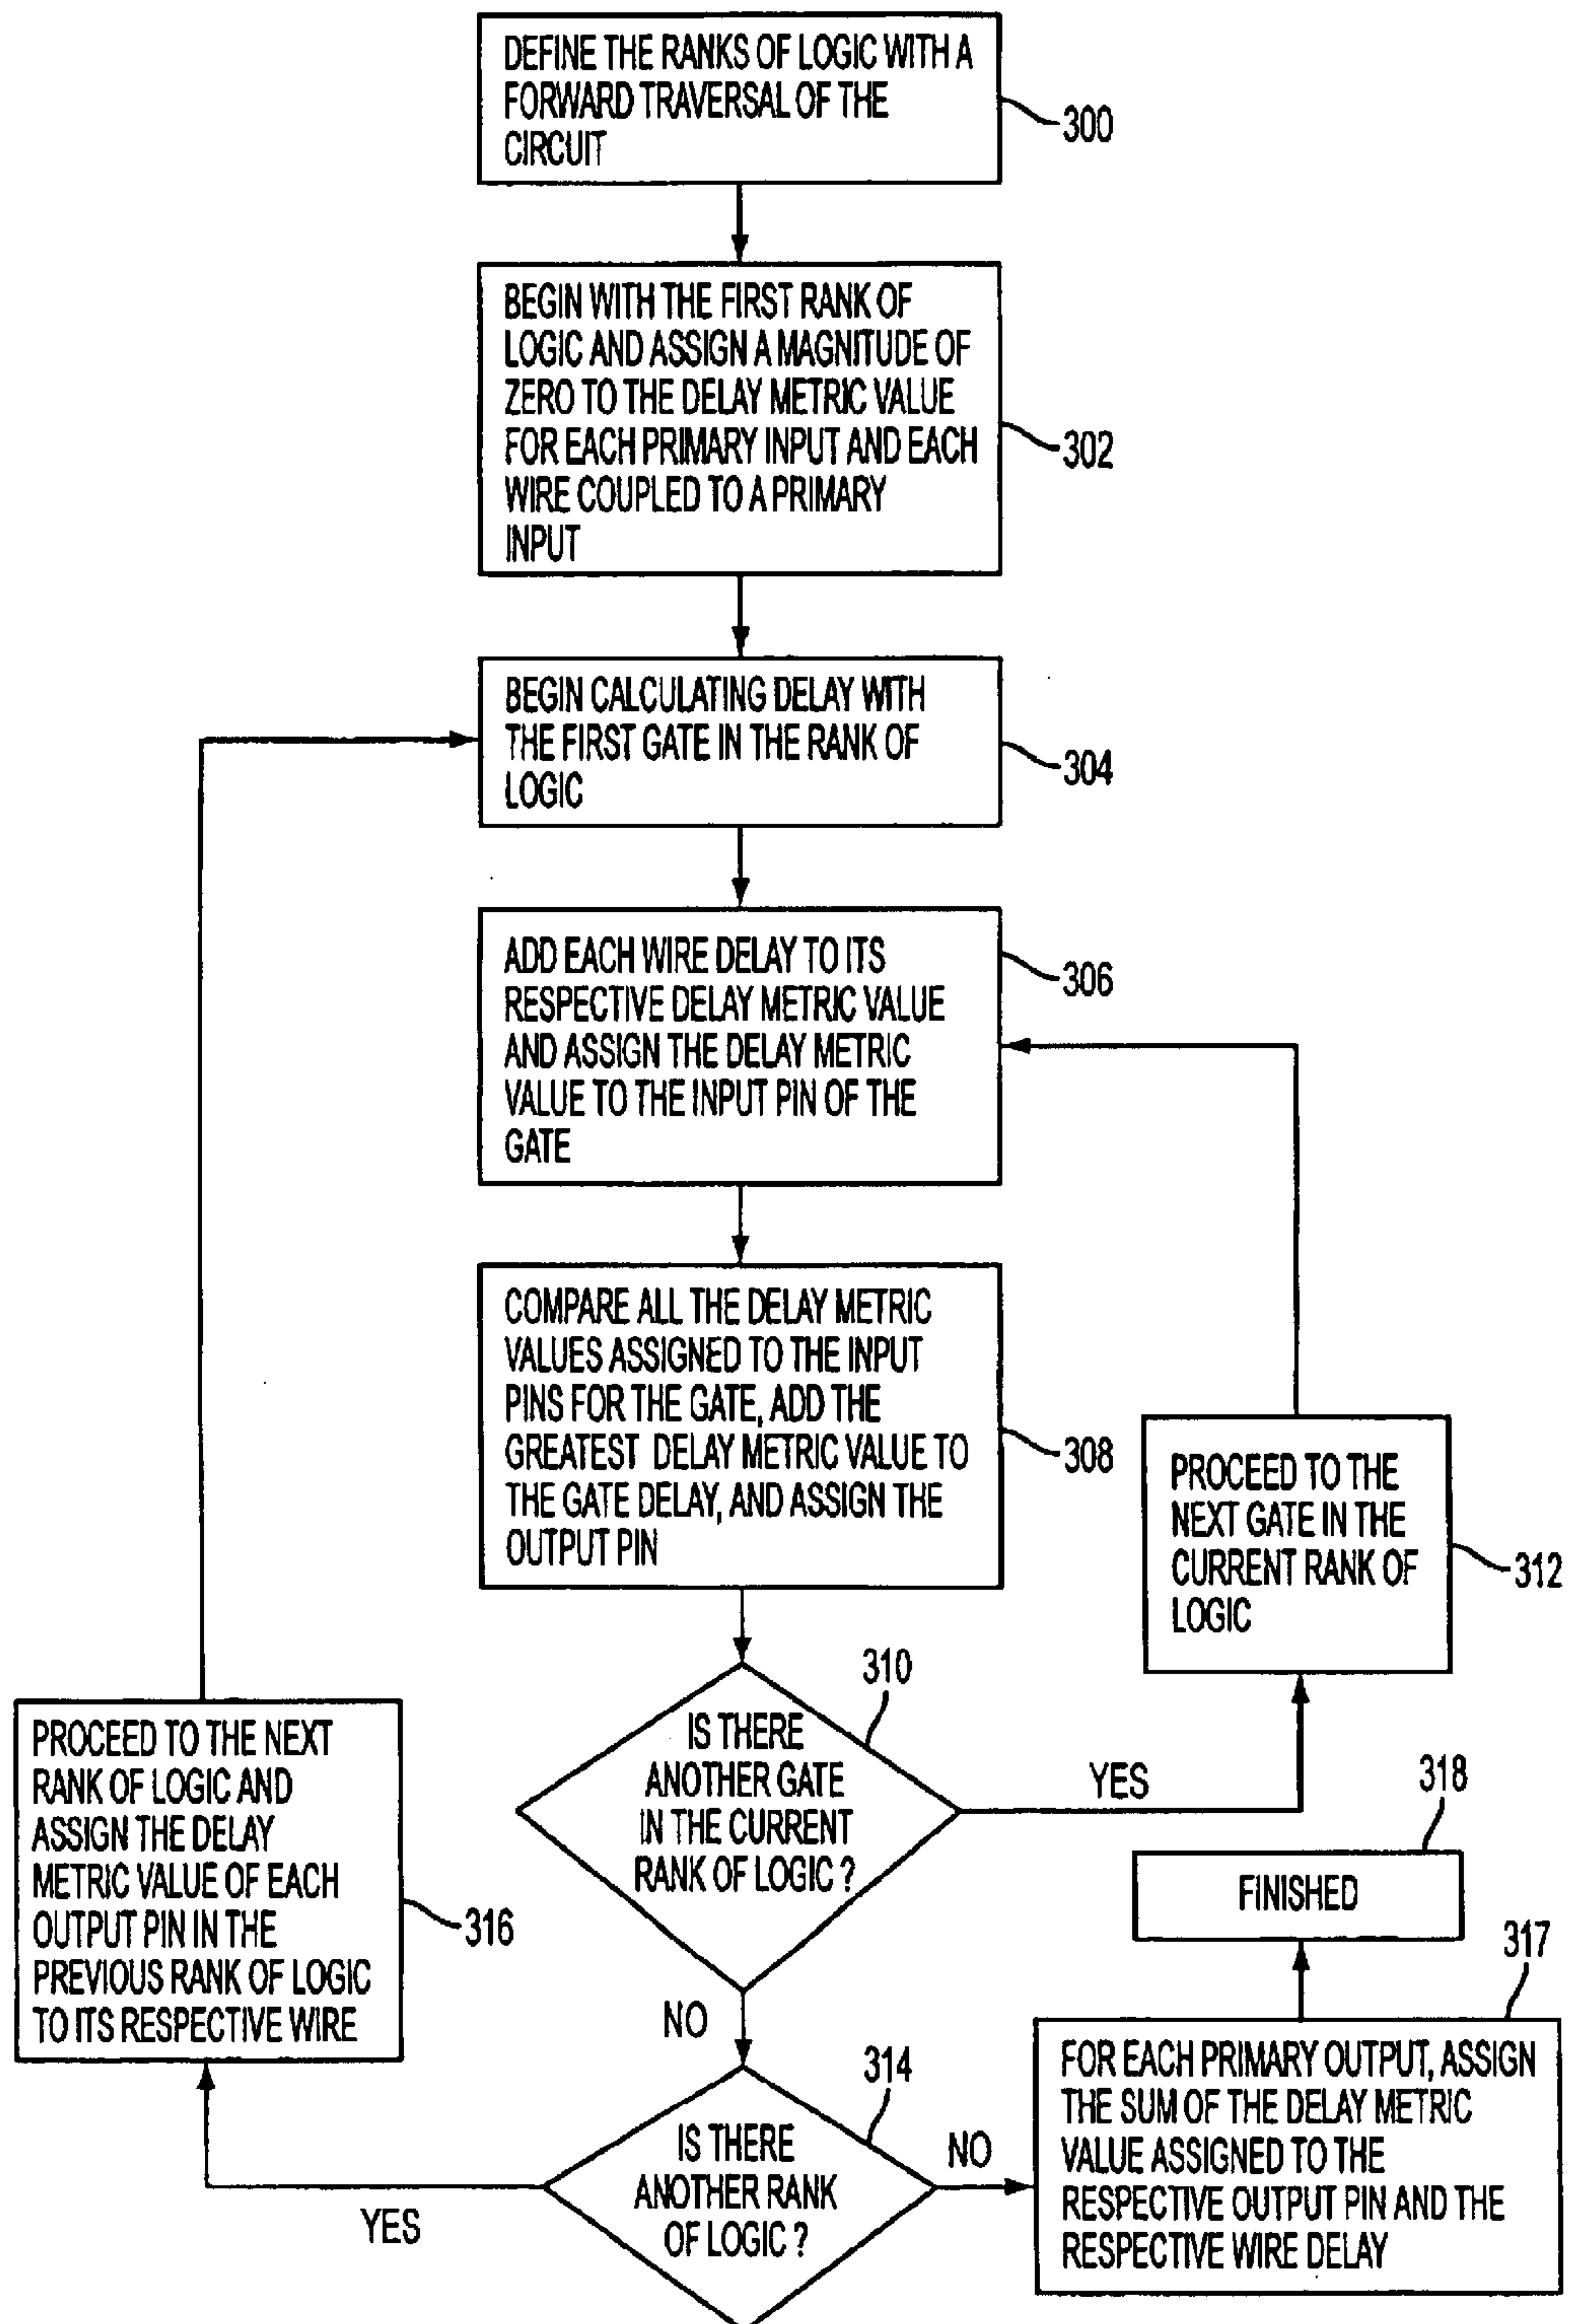 DEFINE THE RANKS OF LOGIC WITH A
FORWARD TRAVERSAL OF THE
CIRCUIT
300
BEGIN WITH THE FIRST RANK OF
LOGIC AND ASSIGN A MAGNITUDE OF
ZERO TO THE DELAY METRIC VALUE
FOR EACH PRIMARY INPUT AND EACH
WIRE COUPLED TO A PRIMARY
INPUT
302
BEGIN CALCULATING DELAY WITH
THE FIRST GATE IN THE RANK OF
LOGIC
304
ADD EACH WIRE DELAY TO ITS
RESPECTIVE DELAY METRIC VALUE
AND ASSIGN THE DELAY METRIC
VALUE TO THE INPUT PIN OF THE
GATE
306
COMPARE ALL THE DELAY METRIC
VALUES ASSIGNED TO THE INPUT
PINS FOR THE GATE, ADD THE
GREATEST DELAY METRIC VALUE TO
THE GATE DELAY, AND ASSIGN THE
OUTPUT PIN
308
PROCEED TO THE
NEXT GATE IN THE
CURRENT RANK OF
LOGIC
312
310
IS THERE
ANOTHER GATE
IN THE CURRENT
RANK OF LOGIC ?
YES
NO
PROCEED TO THE NEXT
RANK OF LOGIC AND
ASSIGN THE DELAY
METRIC VALUE OF EACH
OUTPUT PIN IN THE
PREVIOUS RANK OF LOGIC
TO ITS RESPECTIVE WIRE
316
318
FINISHED
317
314
IS THERE
ANOTHER RANK
OF LOGIC ?
YES
NO
FOR EACH PRIMARY OUTPUT, ASSIGN
THE SUM OF THE DELAY METRIC
VALUE ASSIGNED TO THE
RESPECTIVE OUTPUT PIN AND THE
RESPECTIVE WIRE DELAY